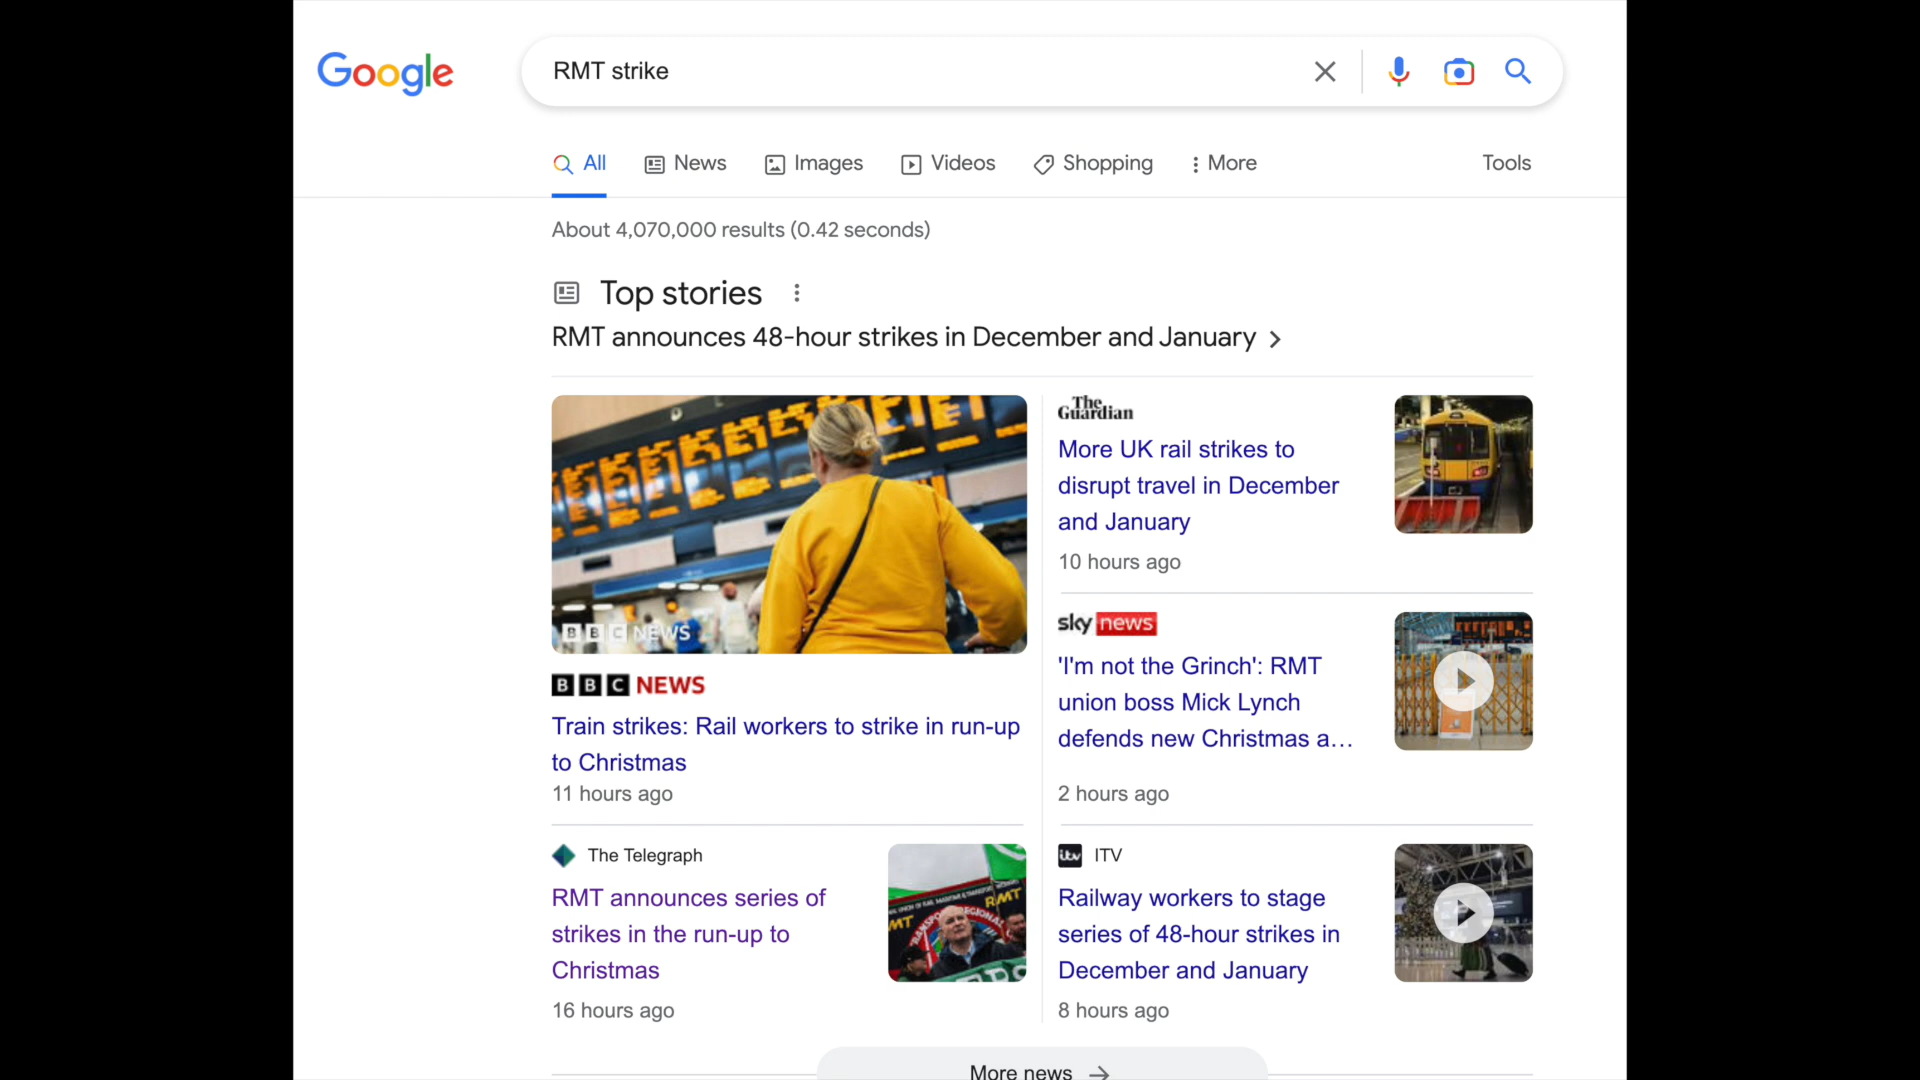 Google
RMT strike
All
News
Images
Videos
Shopping
More
Tools
About 4,070,000 results (0.42 seconds)
Top stories
RMT announces 48-hour strikes in December and January
BBC NEWS
BBC NEWS
Train strikes: Rail workers to strike in run-up
to Christmas
11 hours ago
The Telegraph
RMT announces series of
strikes in the run-up to
Christmas
16 hours ago
RMT
The
Guardian
More UK rail strikes to
disrupt travel in December
and January
10 hours ago
sky news
'I'm not the Grinch': RMT
union boss Mick Lynch
defends new Christmas a...
2 hours ago
itv ITV
Railway workers to stage
series of 48-hour strikes in
December and January
8 hours ago
More news